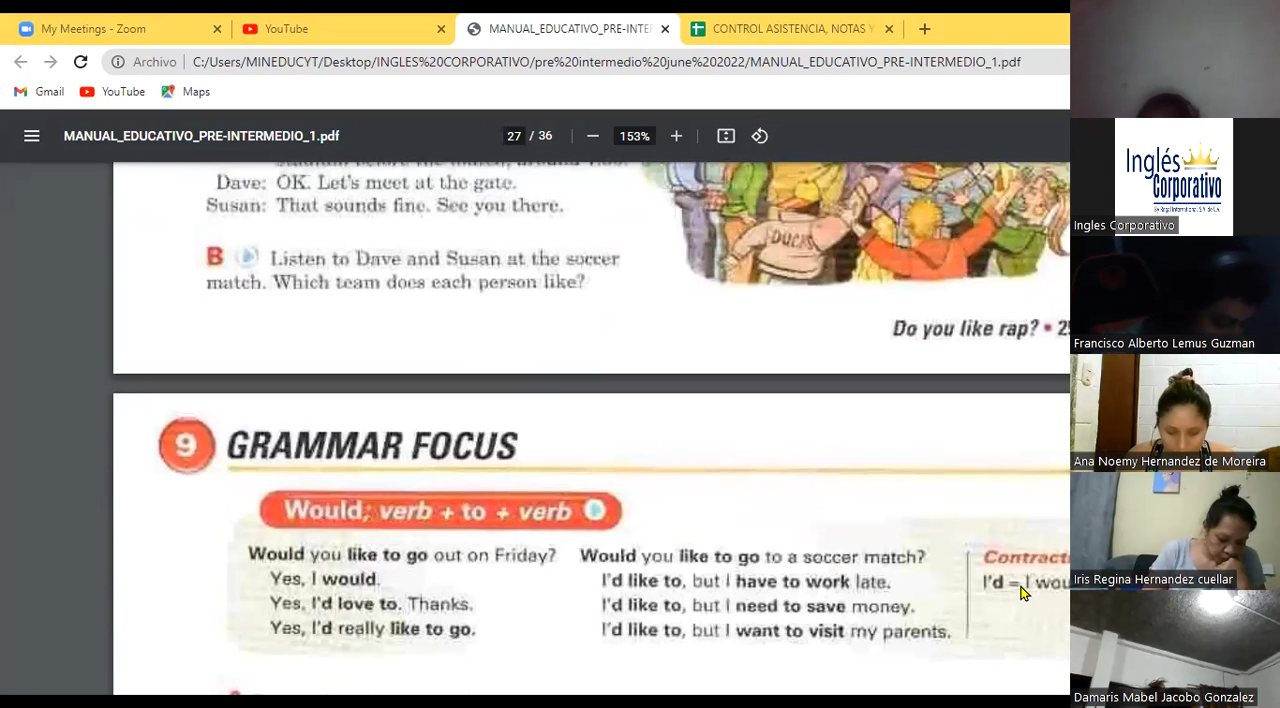 My Meetings - Zoom
YouTube
MANUAL_EDUCATIVO_PRE-INTER
CONTROL ASISTENCIA, NOTAS Y
Archivo
C:/Users/MINEDUCYT/Desktop/INGLES%20CORPORATIVO/pre%20intermedio%20june%202022/MANUAL_EDUCATIVO_PRE-INTERMEDIO_1.pdf
Gmail
YouTube
Maps
MANUAL_EDUCATIVO_PRE-INTERMEDIO_1.pdf
27 / 36
153%
Dave: OK. Let's meet at the gate.
Susan: That sounds fine. See you there.
B Listen to Dave and Susan at the soccer
match. Which team does each person like?
DUCKS
Do you like rap? •
9 GRAMMAR FOCUS
Would; verb + to + verb
Would you like to go out on Friday?
Yes, I would.
Yes, I'd love to. Thanks.
Yes, I'd really like to go.
Would you like to go to a soccer match?
I'd like to, but I have to work late.
I'd like to, but I need to save money.
I'd like to, but I want to visit my parents.
Contract
I'd = I wou
Inglés
Corporativo
Ingles Corporativo
Francisco Alberto Lemus Guzman
Ana Noemy Hernandez de Moreira
Iris Regina Hernandez cuellar
Damaris Mabel Jacobo Gonzalez